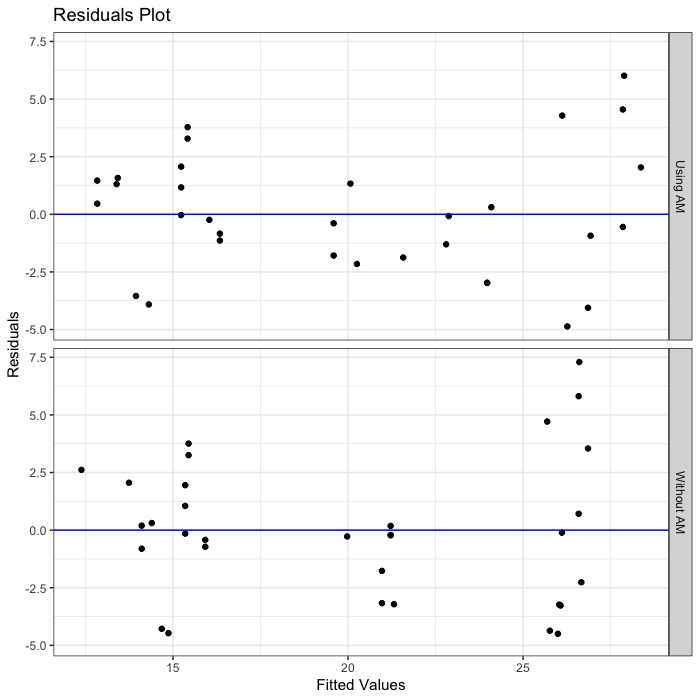 Residuals Plot
7.5
5.0
2.5
0.0
-2.5
-5.0
Using AM
Residuals
7.5
5.0
2.5
0.0
-2.5
-5.0
Without AM
15 20 25
Fitted Values